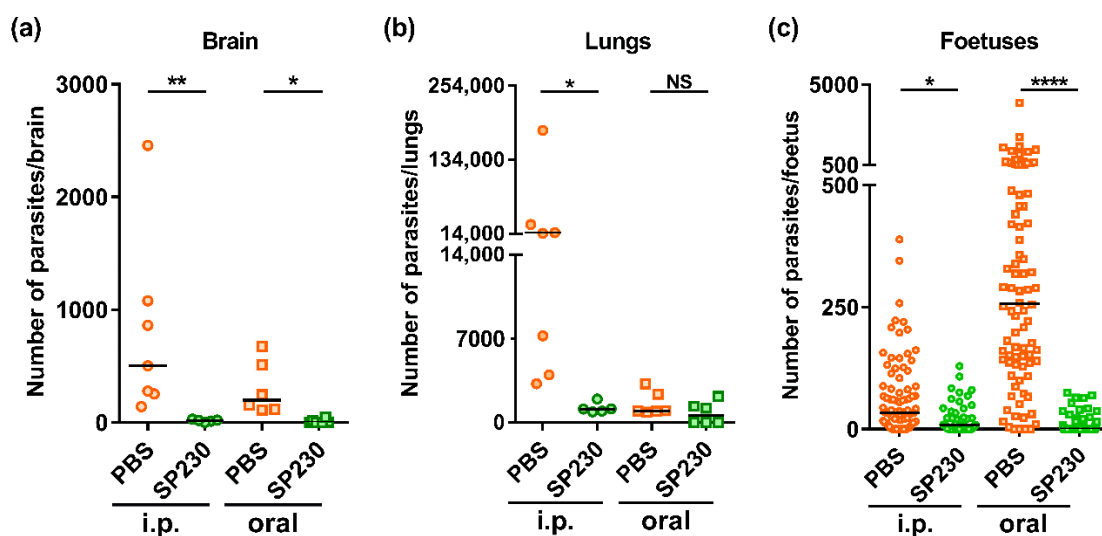 (a)
Brain
Number of parasites/brain
3000
2000
1000
0
**
*
PBS
SP230
PBS
SP230
i.p.
oral
(b)
Lungs
Number of parasites/lungs
254,000
134,000
14,000
14,000
7000
0
*
NS
PBS
SP230
PBS
SP230
i.p.
oral
(c)
Foetuses
Number of parasites/foetus
5000
500
500
250
0
*
****
PBS
SP230
PBS
SP230
i.p.
oral